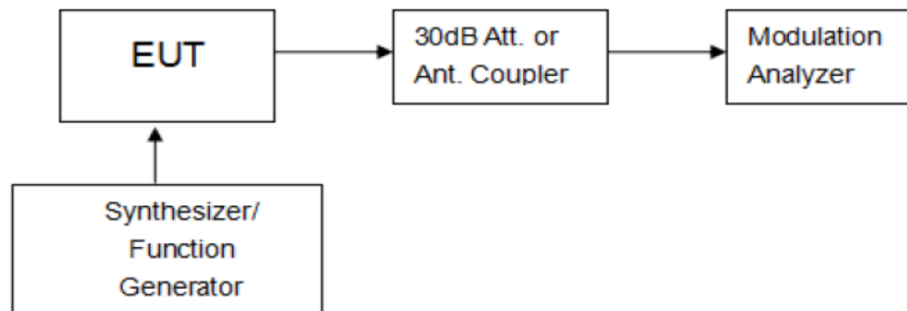 EUT
30dB Att. or
Ant. Coupler
Modulation
Analyzer
Synthesizer/
Function
Generator